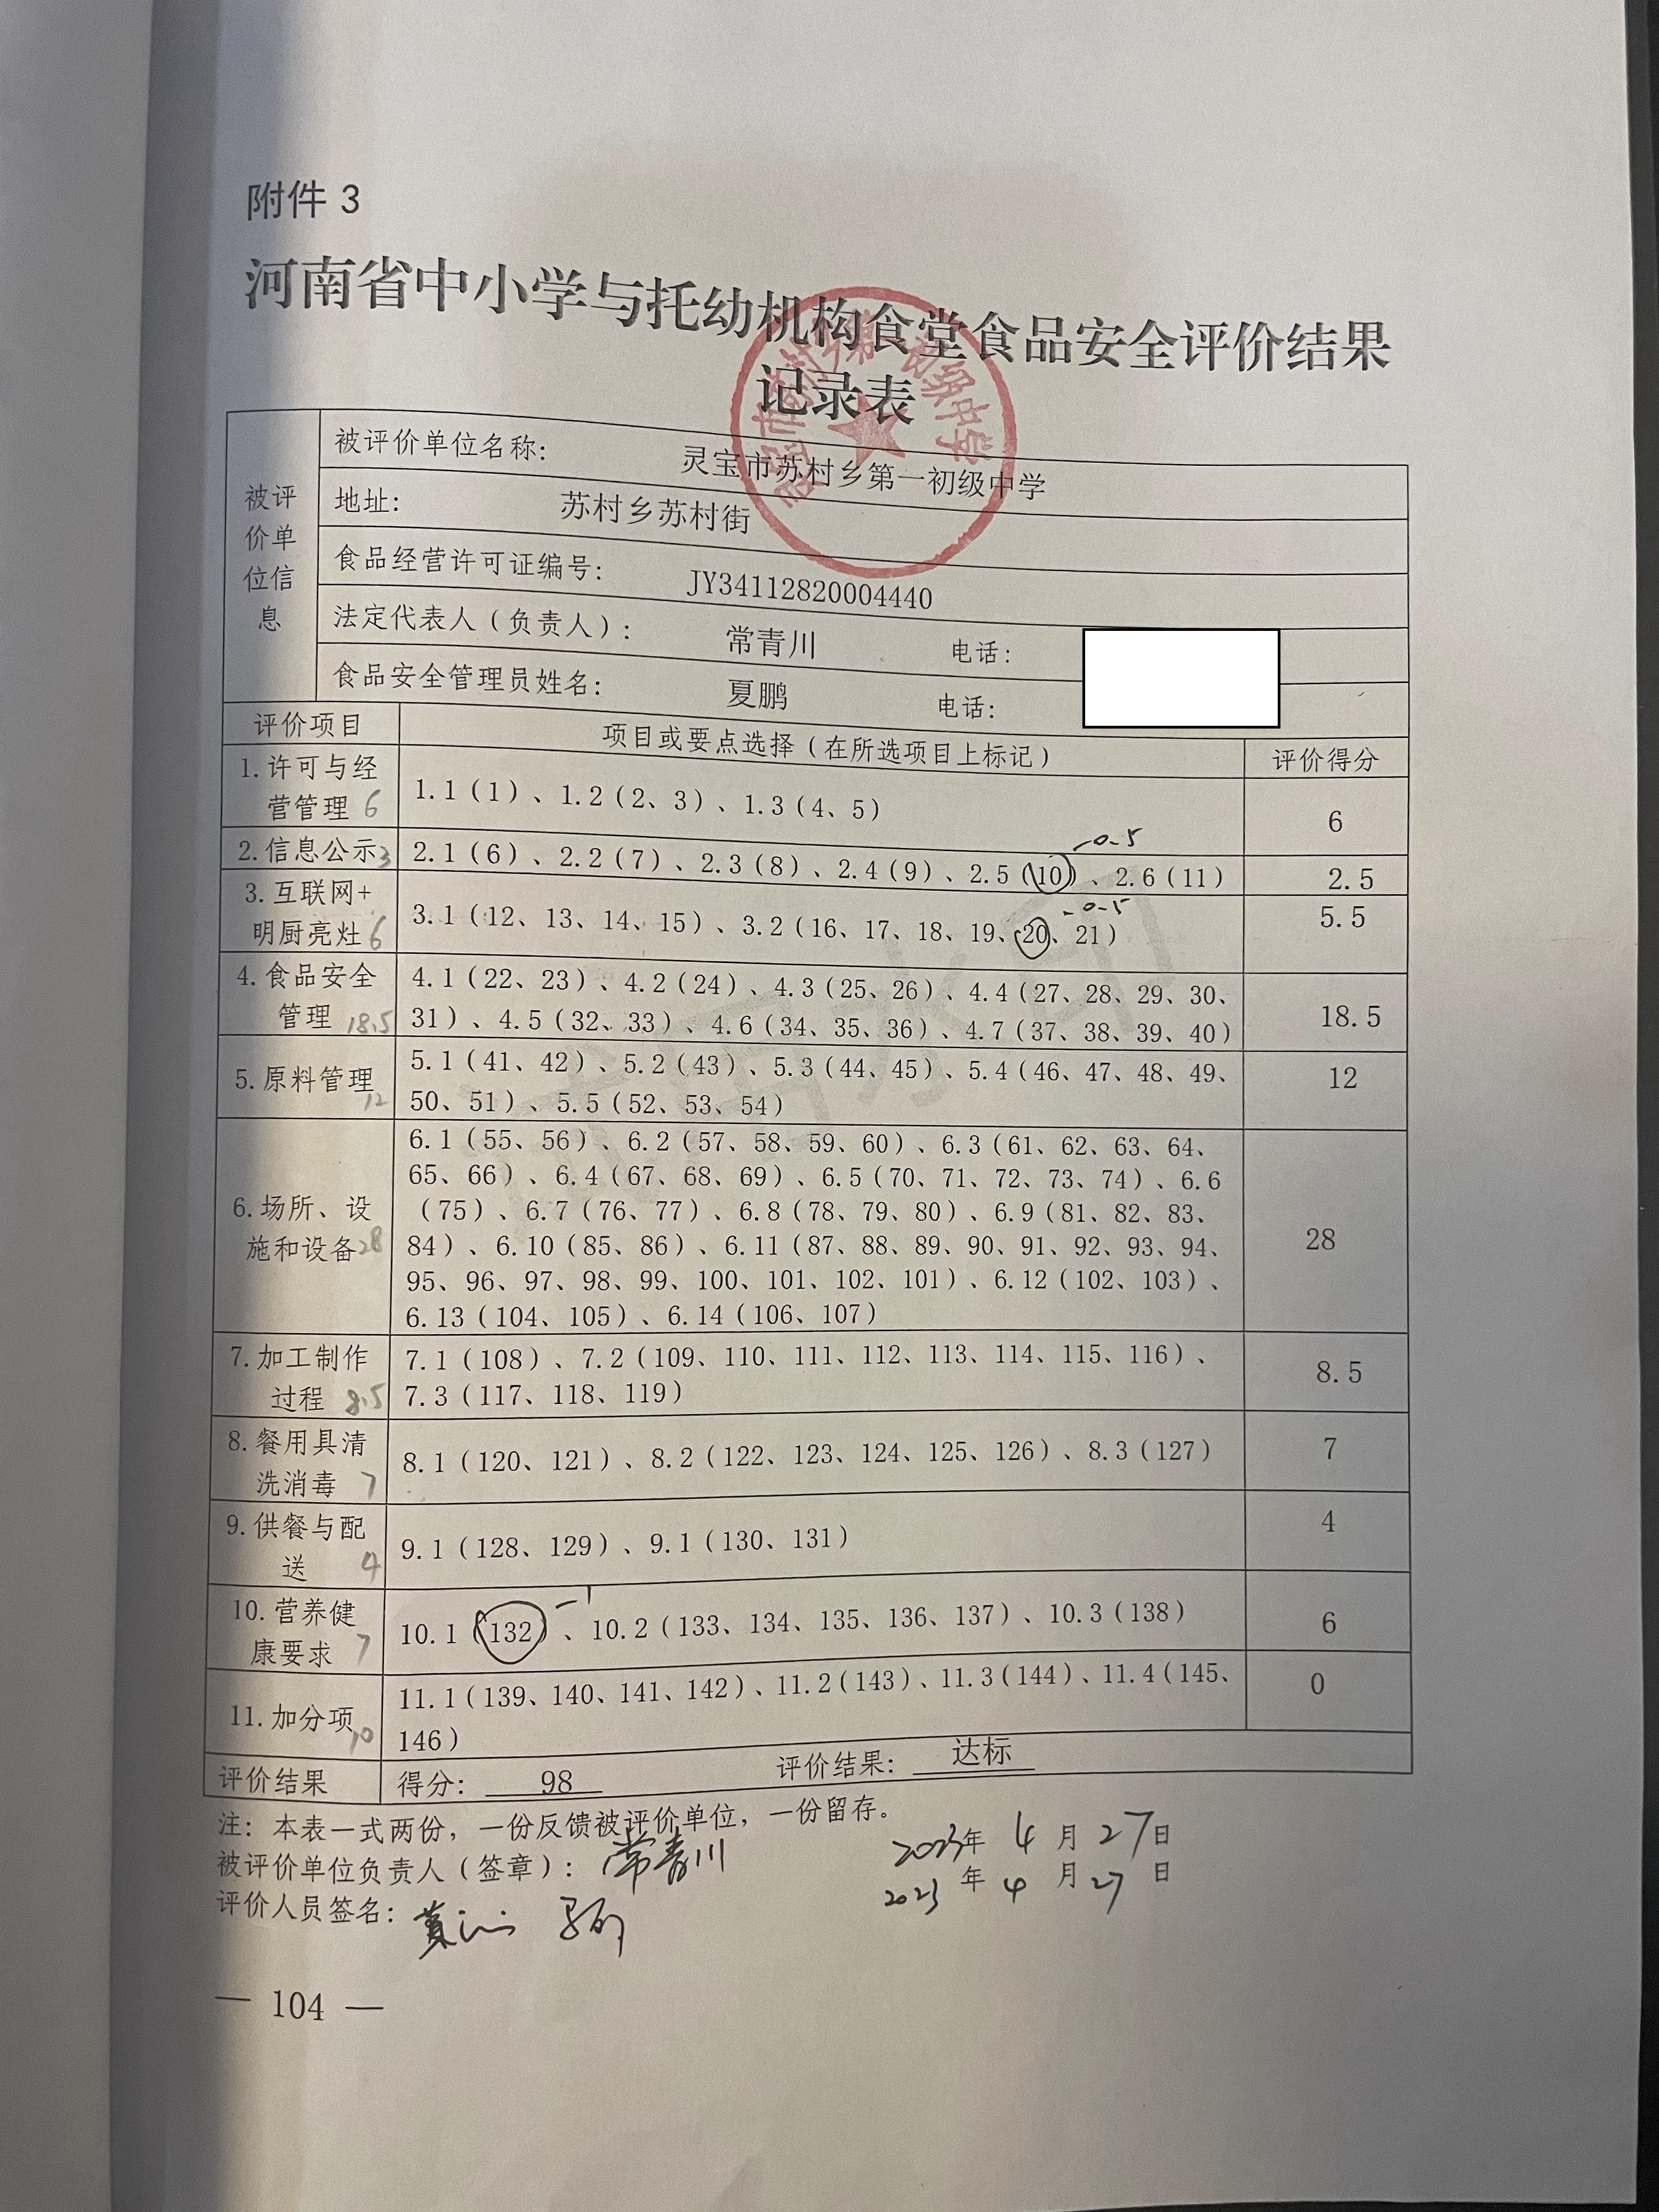 附件 3
河南省中小学与托幼机构食堂食品安全评价结果
记录表
被评价单位信息
被评价单位名称： 灵宝市苏村乡第一初级中学
地址： 苏村乡苏村街
食品经营许可证编号： JY34112820004440
法定代表人（负责人）： 常青川 电话：
食品安全管理员姓名： 夏鹏 电话：
评价项目 项目或要点选择（在所选项目上标记） 评价得分
1.许可与经营管理 6 1.1（1）、1.2（2、3）、1.3（4、5） 6
-0.5
2.信息公示 3 2.1（6）、2.2（7）、2.3（8）、2.4（9）、2.5（10）、2.6（11） 2.5
-0.5
3.互联网+明厨亮灶 6 3.1（12、13、14、15）、3.2（16、17、18、19、20、21） 5.5
4.食品安全管理 18.5 4.1（22、23）、4.2（24）、4.3（25、26）、4.4（27、28、29、30、
31）、4.5（32、33）、4.6（34、35、36）、4.7（37、38、39、40） 18.5
5.原料管理 12 5.1（41、42）、5.2（43）、5.3（44、45）、5.4（46、47、48、49、
50、51）、5.5（52、53、54） 12
6.场所、设施和设备 28 6.1（55、56）、6.2（57、58、59、60）、6.3（61、62、63、64、
65、66）、6.4（67、68、69）、6.5（70、71、72、73、74）、6.6
（75）、6.7（76、77）、6.8（78、79、80）、6.9（81、82、83、
84）、6.10（85、86）、6.11（87、88、89、90、91、92、93、94、
95、96、97、98、99、100、101、102、101）、6.12（102、103）、
6.13（104、105）、6.14（106、107） 28
7.加工制作过程 8.5 7.1（108）、7.2（109、110、111、112、113、114、115、116）、
7.3（117、118、119） 8.5
8.餐用具清洗消毒 7 8.1（120、121）、8.2（122、123、124、125、126）、8.3（127） 7
9.供餐与配送 4 9.1（128、129）、9.1（130、131） 4
-1
10.营养健康要求 7 10.1（132）、10.2（133、134、135、136、137）、10.3（138） 6
11.加分项 10 11.1（139、140、141、142）、11.2（143）、11.3（144）、11.4（145、
146） 0
评价结果 得分： 98 评价结果： 达标
注：本表一式两份，一份反馈被评价单位，一份留存。
被评价单位负责人（签章）： 常青川 2023年 4 月 27日
评价人员签名： 2023 年 4 月 27 日
— 104 —